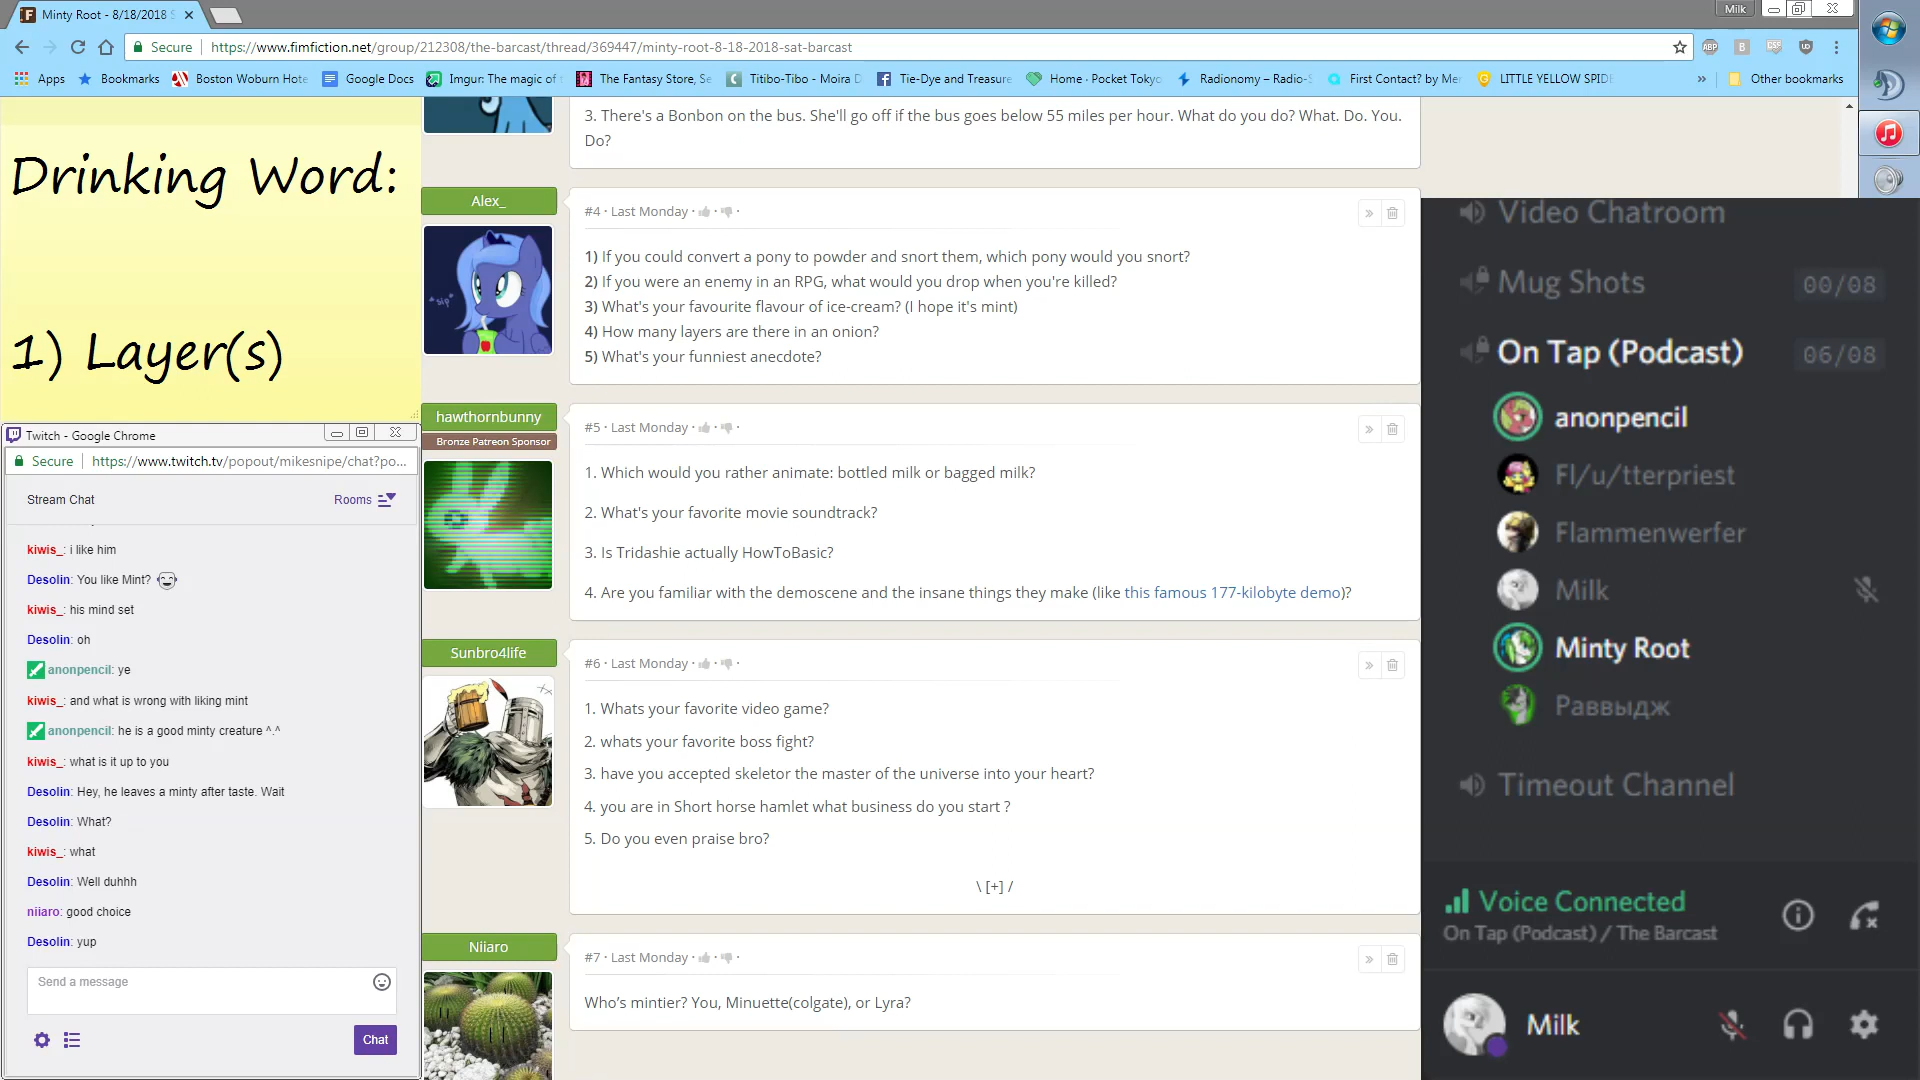 Minty Root - 8/18/2018 S
Milk
Secure
https://www.fimfiction.net/group/212308/the-barcast/thread/369447/minty-root-8-18-2018-sat-barcast
Apps
Bookmarks
Boston Woburn Hote
Google Docs
Imgur: The magic of
The Fantasy Store, Se
Titibo-Tibo - Moira D
Tie-Dye and Treasure
Home · Pocket Tokyo
Radionomy – Radio-S
First Contact? by Mer
LITTLE YELLOW SPID
»
Other bookmarks
Drinking Word:
1) Layer(s)
Twitch - Google Chrome
Secure
https://www.twitch.tv/popout/mikesnipe/chat?po...
Stream Chat
Rooms
kiwis_: i like him
Desolin: You like Mint?
kiwis_: his mind set
Desolin: oh
anonpencil: ye
kiwis_: and what is wrong with liking mint
anonpencil: he is a good minty creature ^.^
kiwis_: what is it up to you
Desolin: Hey, he leaves a minty after taste. Wait
Desolin: What?
kiwis_: what
Desolin: Well duhhh
niiaro: good choice
Desolin: yup
Send a message
Chat
3. There's a Bonbon on the bus. She'll go off if the bus goes below 55 miles per hour. What do you do? What. Do. You.
Do?
Alex_
*sip*
#4 · Last Monday
1) If you could convert a pony to powder and snort them, which pony would you snort?
2) If you were an enemy in an RPG, what would you drop when you're killed?
3) What's your favourite flavour of ice-cream? (I hope it's mint)
4) How many layers are there in an onion?
5) What's your funniest anecdote?
hawthornbunny
Bronze Patreon Sponsor
#5 · Last Monday
1. Which would you rather animate: bottled milk or bagged milk?
2. What's your favorite movie soundtrack?
3. Is Tridashie actually HowToBasic?
4. Are you familiar with the demoscene and the insane things they make (like this famous 177-kilobyte demo)?
Sunbro4life
#6 · Last Monday
1. Whats your favorite video game?
2. whats your favorite boss fight?
3. have you accepted skeletor the master of the universe into your heart?
4. you are in Short horse hamlet what business do you start ?
5. Do you even praise bro?
\ [+] /
Niiaro
#7 · Last Monday
Who's mintier? You, Minuette(colgate), or Lyra?
Video Chatroom
Mug Shots
00/08
On Tap (Podcast)
06/08
anonpencil
Fl/u/tterpriest
Flammenwerfer
Milk
Minty Root
Раввыдж
Timeout Channel
Voice Connected
On Tap (Podcast) / The Barcast
Milk